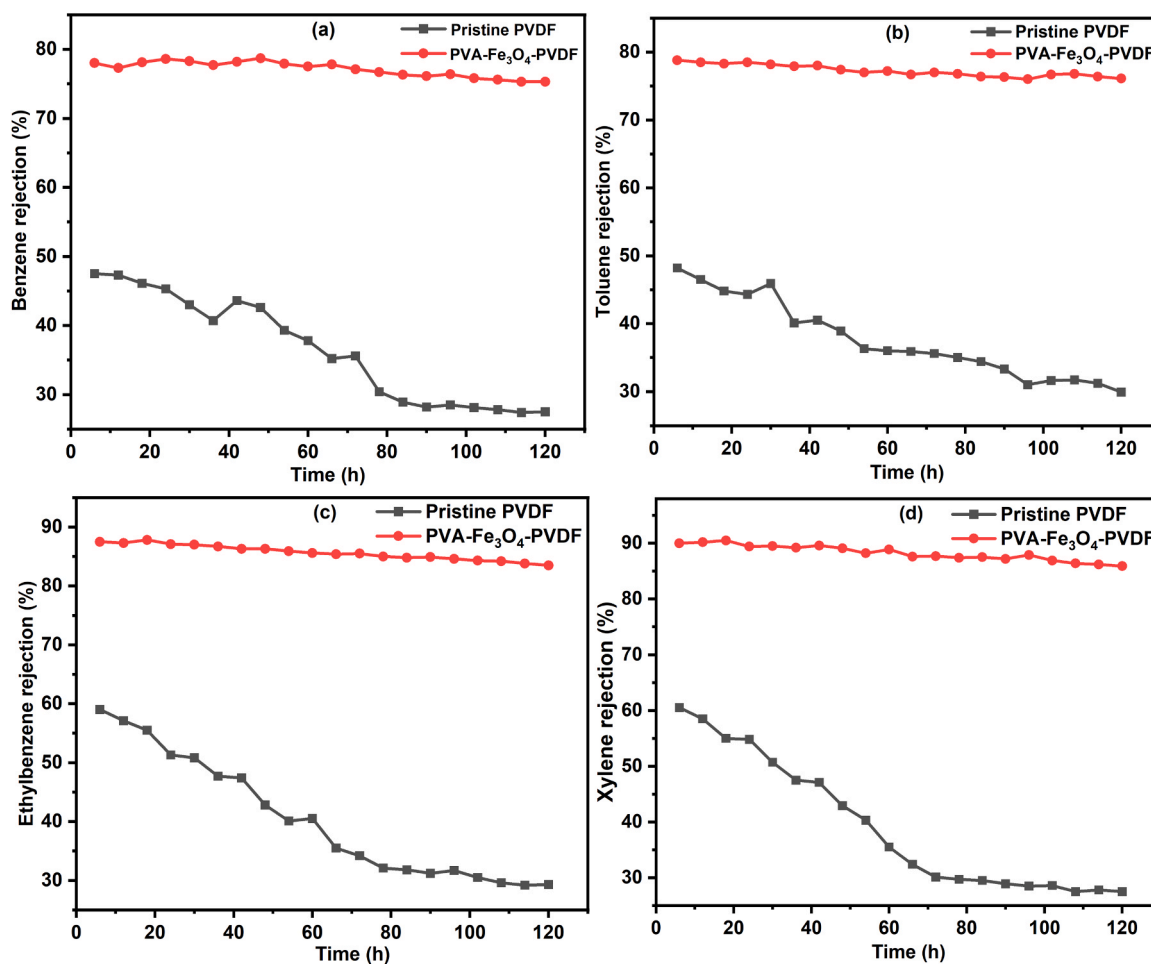 (a)
Pristine PVDF
PVA-Fe₃O₄-PVDF
Benzene rejection (%)
80
70
60
50
40
30
0 20 40 60 80 100 120
Time (h)
(b)
Pristine PVDF
PVA-Fe₃O₄-PVDF
Toluene rejection (%)
80
70
60
50
40
30
0 20 40 60 80 100 120
Time (h)
(c)
Pristine PVDF
PVA-Fe₃O₄-PVDF
Ethylbenzene rejection (%)
90
80
70
60
50
40
30
0 20 40 60 80 100 120
Time (h)
(d)
Pristine PVDF
PVA-Fe₃O₄-PVDF
Xylene rejection (%)
90
80
70
60
50
40
30
0 20 40 60 80 100 120
Time (h)